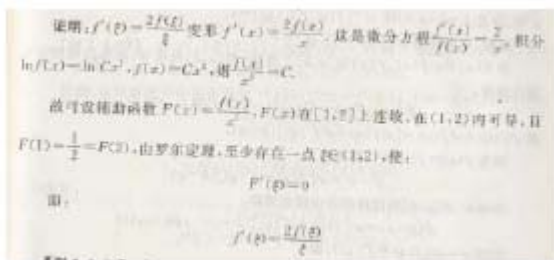 证明:f′(ξ)=2f(ξ)/ξ 变形 f′(x)=2f(x)/x. 这是微分方程 f′(x)/f(x)=2/x, 积分
ln f(x)=ln Cx², f(x)=Cx², 则 f(x)/x²=C.
故可设辅助函数 F(x)=f(x)/x², F(x)在[1,2]上连续,在(1,2)内可导,且
F(1)=1/2=F(2),由罗尔定理,至少存在一点 ξ∈(1,2),使:
F′(ξ)=0
即:
f′(ξ)=2f(ξ)/ξ